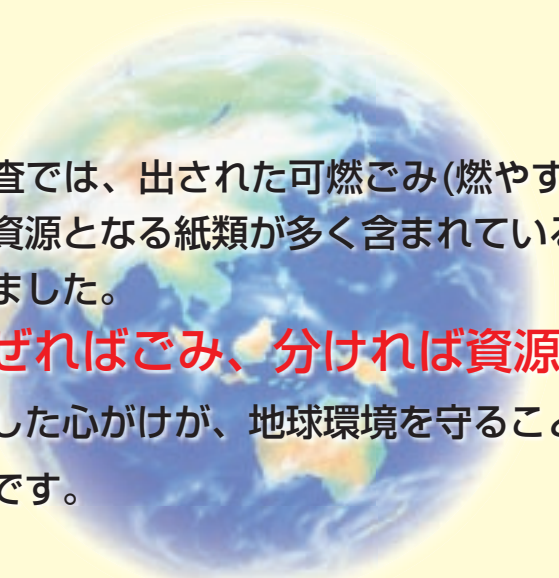 査では、出された可燃ごみ(燃やす
資源となる紙類が多く含まれている
ました。
ぜればごみ、分ければ資源
した心がけが、地球環境を守ること
です。